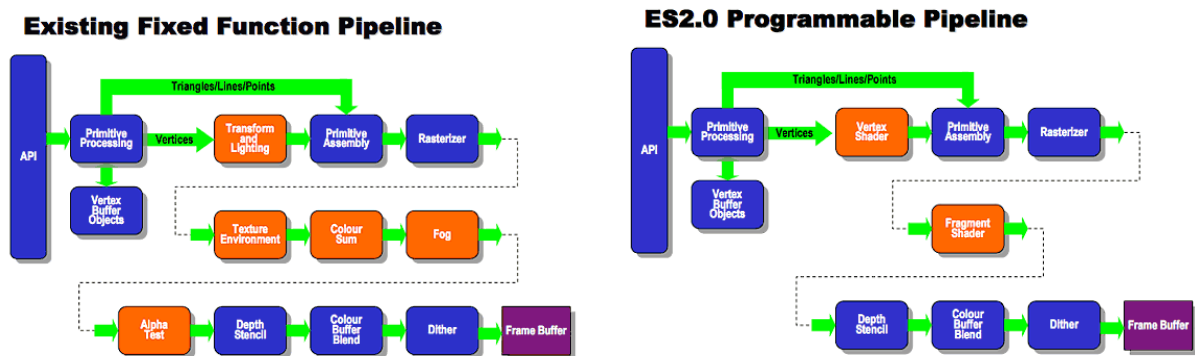 Existing Fixed Function Pipeline
API
Triangles/Lines/Points
Primitive
Processing
Vertices
Transform
and
Lighting
Primitive
Assembly
Rasterizer
Vertex
Buffer
Objects
Texture
Environment
Colour
Sum
Fog
Alpha
Test
Depth
Stencil
Colour
Buffer
Blend
Dither
Frame Buffer
ES2.0 Programmable Pipeline
API
Triangles/Lines/Points
Primitive
Processing
Vertices
Vertex
Shader
Primitive
Assembly
Rasterizer
Vertex
Buffer
Objects
Fragment
Shader
Depth
Stencil
Colour
Buffer
Blend
Dither
Frame Buffer